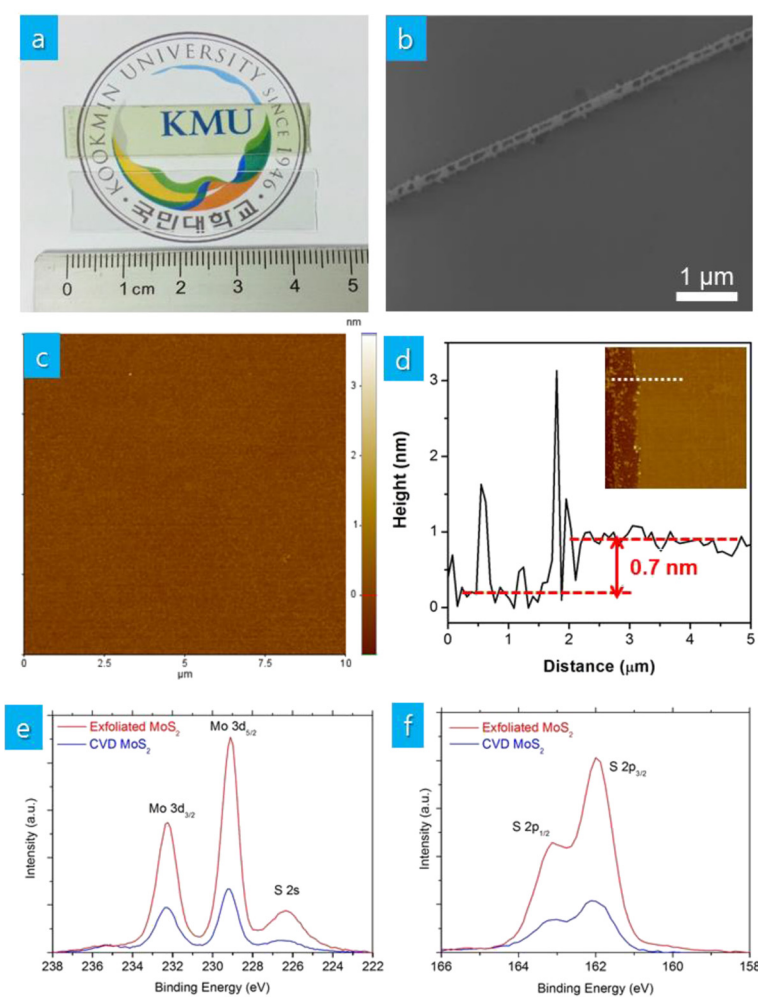 a
KOOKMIN UNIVERSITY SINCE 1946
KMU
국민대학교
0 1 cm 2 3 4 5
b
1 μm
c
nm
3
2
1
0
0 2.5 5 7.5 10
μm
d
Height (nm)
3
2
1
0
0.7 nm
0 1 2 3 4 5
Distance (μm)
e
Exfoliated MoS₂
CVD MoS₂
Mo 3d₅/₂
Mo 3d₃/₂
S 2s
Intensity (a.u.)
238 236 234 232 230 228 226 224 222
Binding Energy (eV)
f
Exfoliated MoS₂
CVD MoS₂
S 2p₃/₂
S 2p₁/₂
Intensity (a.u.)
166 164 162 160 158
Binding Energy (eV)